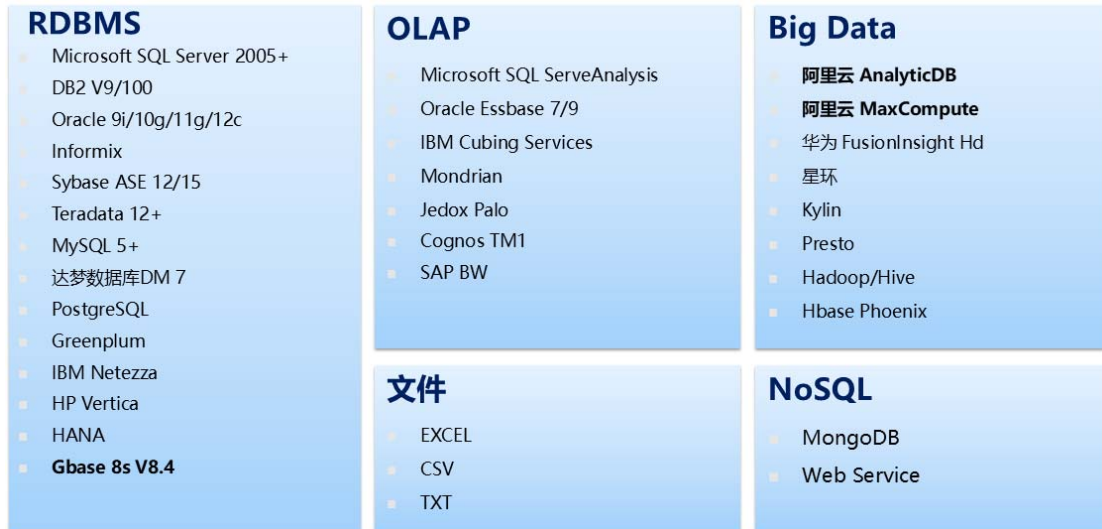 RDBMS
Microsoft SQL Server 2005+
DB2 V9/100
Oracle 9i/10g/11g/12c
Informix
Sybase ASE 12/15
Teradata 12+
MySQL 5+
达梦数据库DM 7
PostgreSQL
Greenplum
IBM Netezza
HP Vertica
HANA
Gbase 8s V8.4
OLAP
Microsoft SQL ServeAnalysis
Oracle Essbase 7/9
IBM Cubing Services
Mondrian
Jedox Palo
Cognos TM1
SAP BW
Big Data
阿里云 AnalyticDB
阿里云 MaxCompute
华为 FusionInsight Hd
星环
Kylin
Presto
Hadoop/Hive
Hbase Phoenix
文件
EXCEL
CSV
TXT
NoSQL
MongoDB
Web Service